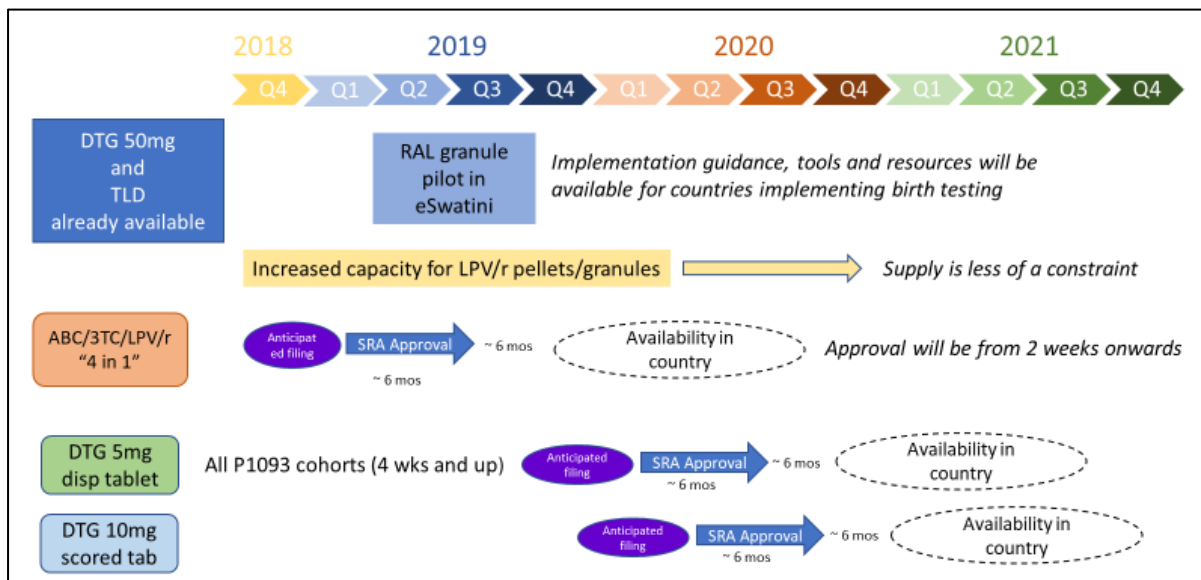 2018 2019 2020 2021
Q4 Q1 Q2 Q3 Q4 Q1 Q2 Q3 Q4 Q1 Q2 Q3 Q4
DTG 50mg
and
TLD
already available
RAL granule
pilot in
eSwatini
Implementation guidance, tools and resources will be
available for countries implementing birth testing
Increased capacity for LPV/r pellets/granules
Supply is less of a constraint
ABC/3TC/LPV/r
“4 in 1”
Anticipat
ed filing
SRA Approval
~ 6 mos
~ 6 mos
Availability in
country
Approval will be from 2 weeks onwards
DTG 5mg
disp tablet
All P1093 cohorts (4 wks and up)
Anticipated
filing
SRA Approval
~ 6 mos
~ 6 mos
Availability in
country
DTG 10mg
scored tab
Anticipated
filing
SRA Approval
~ 6 mos
~ 6 mos
Availability in
country